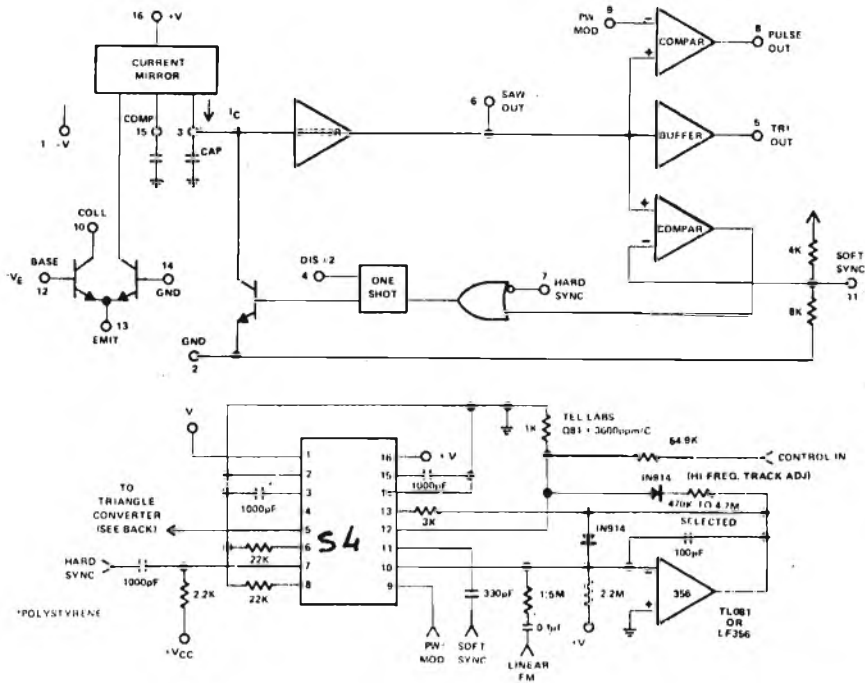 16 +V
CURRENT
MIRROR
1 -V
COMP
15
3
IC
CAP
BUFFER
6 SAW
OUT
9
PW
MOD
COMPAR
8
PULSE
OUT
BUFFER
5
TRI
OUT
COMPAR
4K
8K
SOFT
SYNC
11
COLL
10
BASE
12
14
GND
13
EMIT
DIS ÷2
4
ONE
SHOT
7
HARD
SYNC
GND
2
V
1
2
3
4
5
6
7
8
S4
16
15
14
13
12
11
10
9
+V
1000pF
1000pF
1K
TEL LABS
Q81 + 3600ppm/C
54.9K
CONTROL IN
IN914
(HI FREQ. TRACK ADJ)
470K TO 4.7M
SELECTED
3K
IN914
100pF
TO
TRIANGLE
CONVERTER
(SEE BACK)
HARD
SYNC
1000pF
2.2K
+VCC
22K
22K
*POLYSTYRENE
PW
MOD
330pF
SOFT
SYNC
1.5M
0.1µF
LINEAR
FM
2.2M
+V
356
TL081
OR
LF356